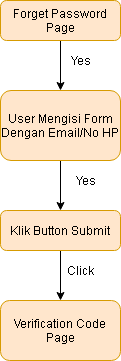 Forget Password
Page
Yes
User Mengisi Form
Dengan Email/No HP
Yes
Klik Button Submit
Click
Verification Code
Page